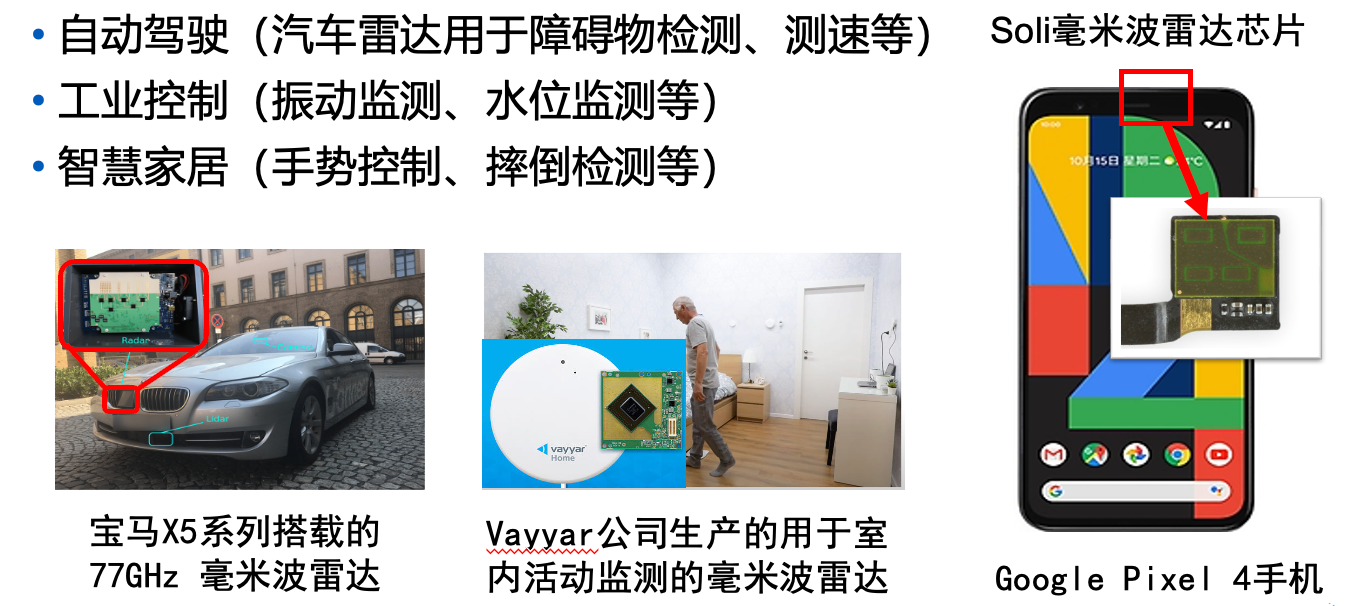 • 自动驾驶（汽车雷达用于障碍物检测、测速等）
• 工业控制（振动监测、水位监测等）
• 智慧家居（手势控制、摔倒检测等）
Soli毫米波雷达芯片
10:00
10月15日 星期二
Radar
Lidar
vayyar
Home
宝马X5系列搭载的
77GHz 毫米波雷达
Vayyar公司生产的用于室
内活动监测的毫米波雷达
Google Pixel 4手机